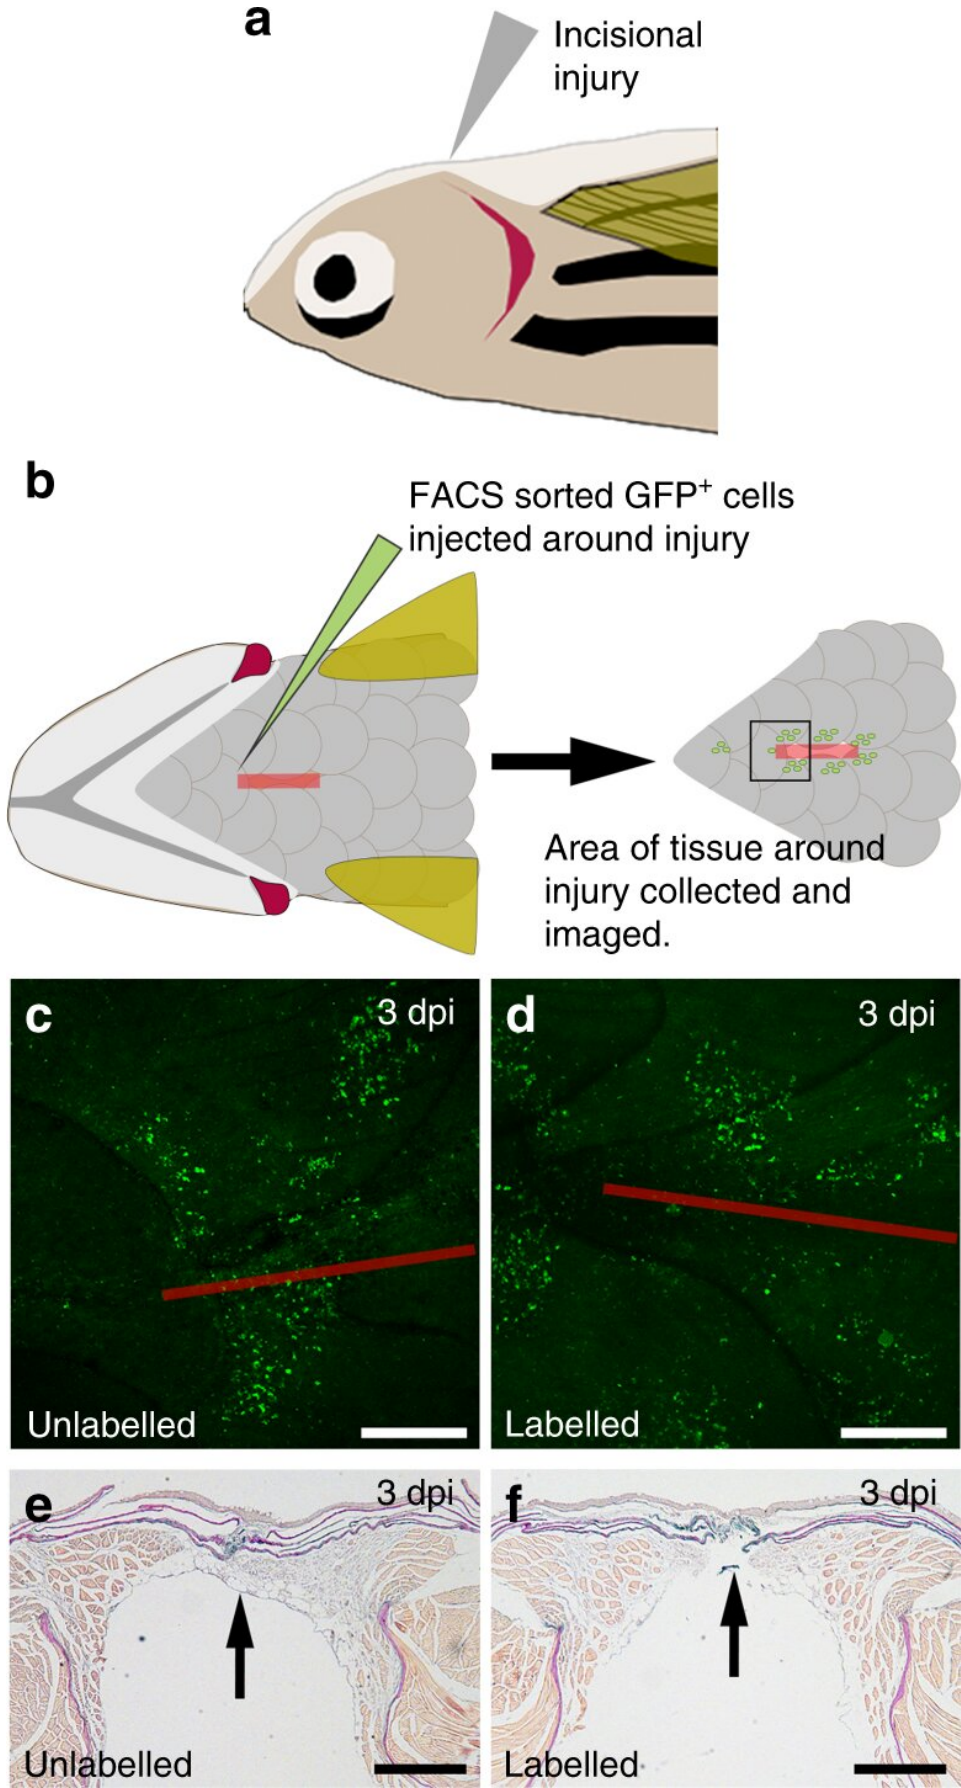 a
Incisional
injury
b
FACS sorted GFP+ cells
injected around injury
Area of tissue around
injury collected and
imaged.
c
3 dpi
Unlabelled
d
3 dpi
Labelled
e
3 dpi
Unlabelled
f
3 dpi
Labelled